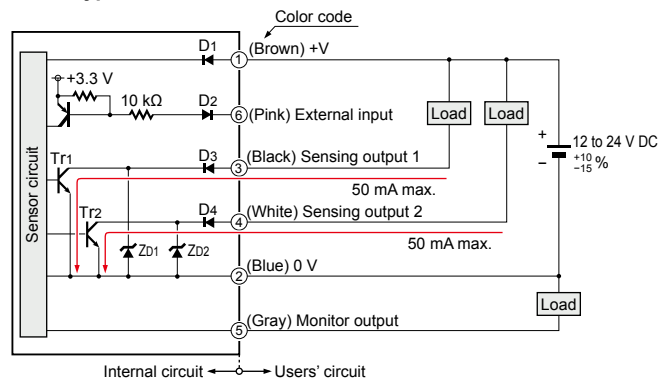 Color code
D1
1 (Brown) +V
+3.3 V
10 kΩ
D2
6 (Pink) External input
Load
Load
12 to 24 V DC
+10
−15 %
+
−
Sensor circuit
Tr1
D3
3 (Black) Sensing output 1
50 mA max.
Tr2
D4
4 (White) Sensing output 2
50 mA max.
ZD1
ZD2
2 (Blue) 0 V
Load
5 (Gray) Monitor output
Internal circuit
Users' circuit